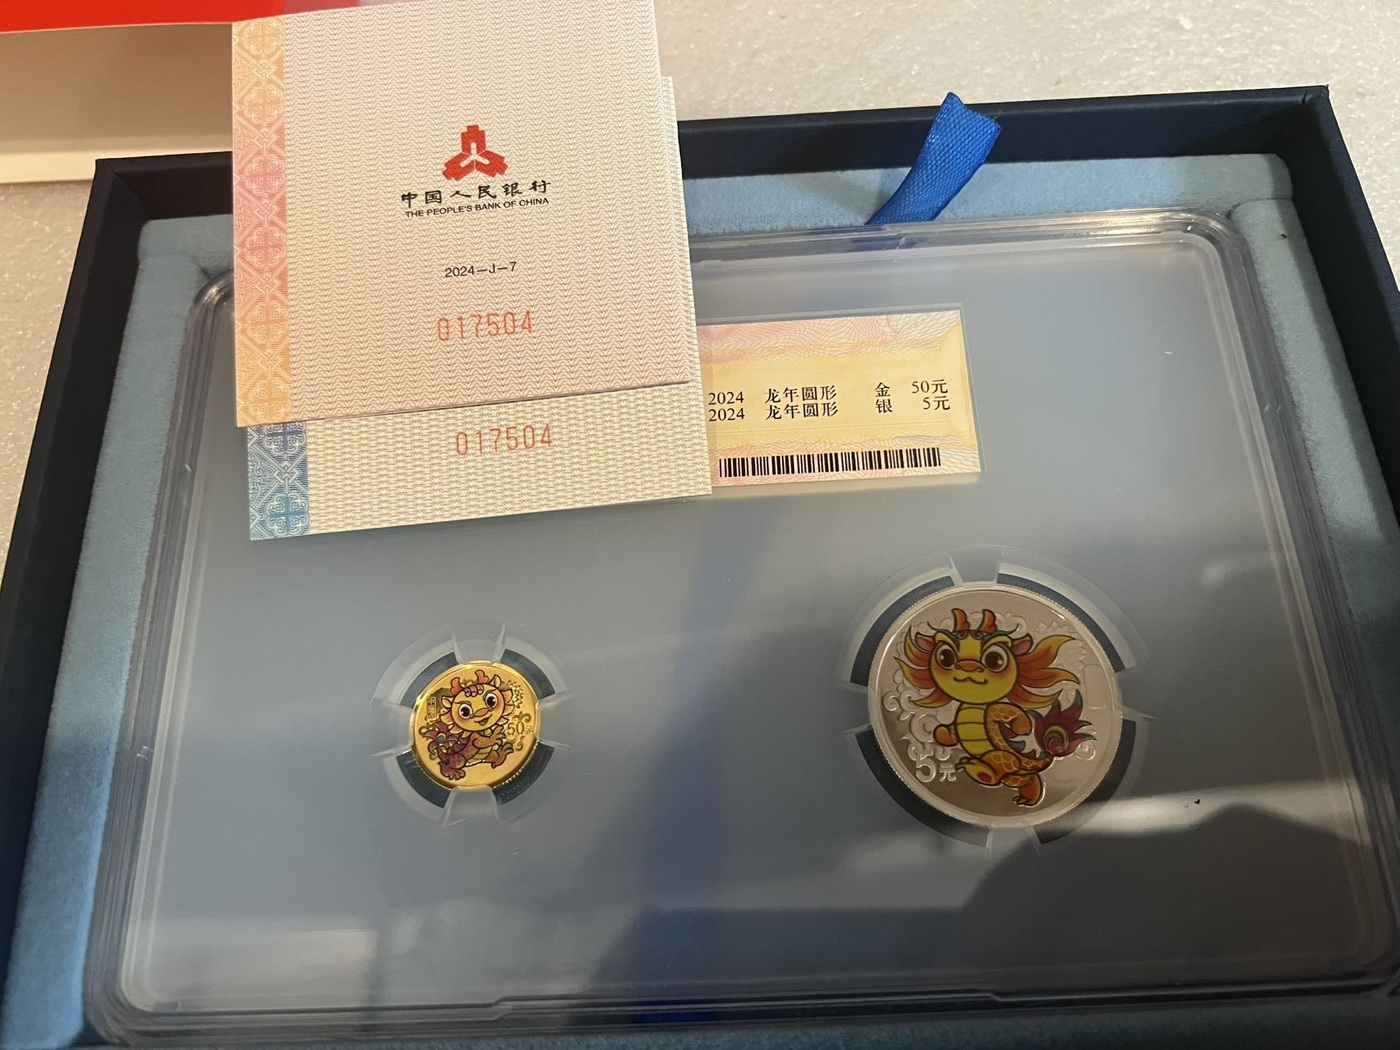 中国人民银行
THE PEOPLE'S BANK OF CHINA
2024—J—7
017504
017504
2024 龙年圆形 金 50元
2024 龙年圆形 银 5元
50元
5元